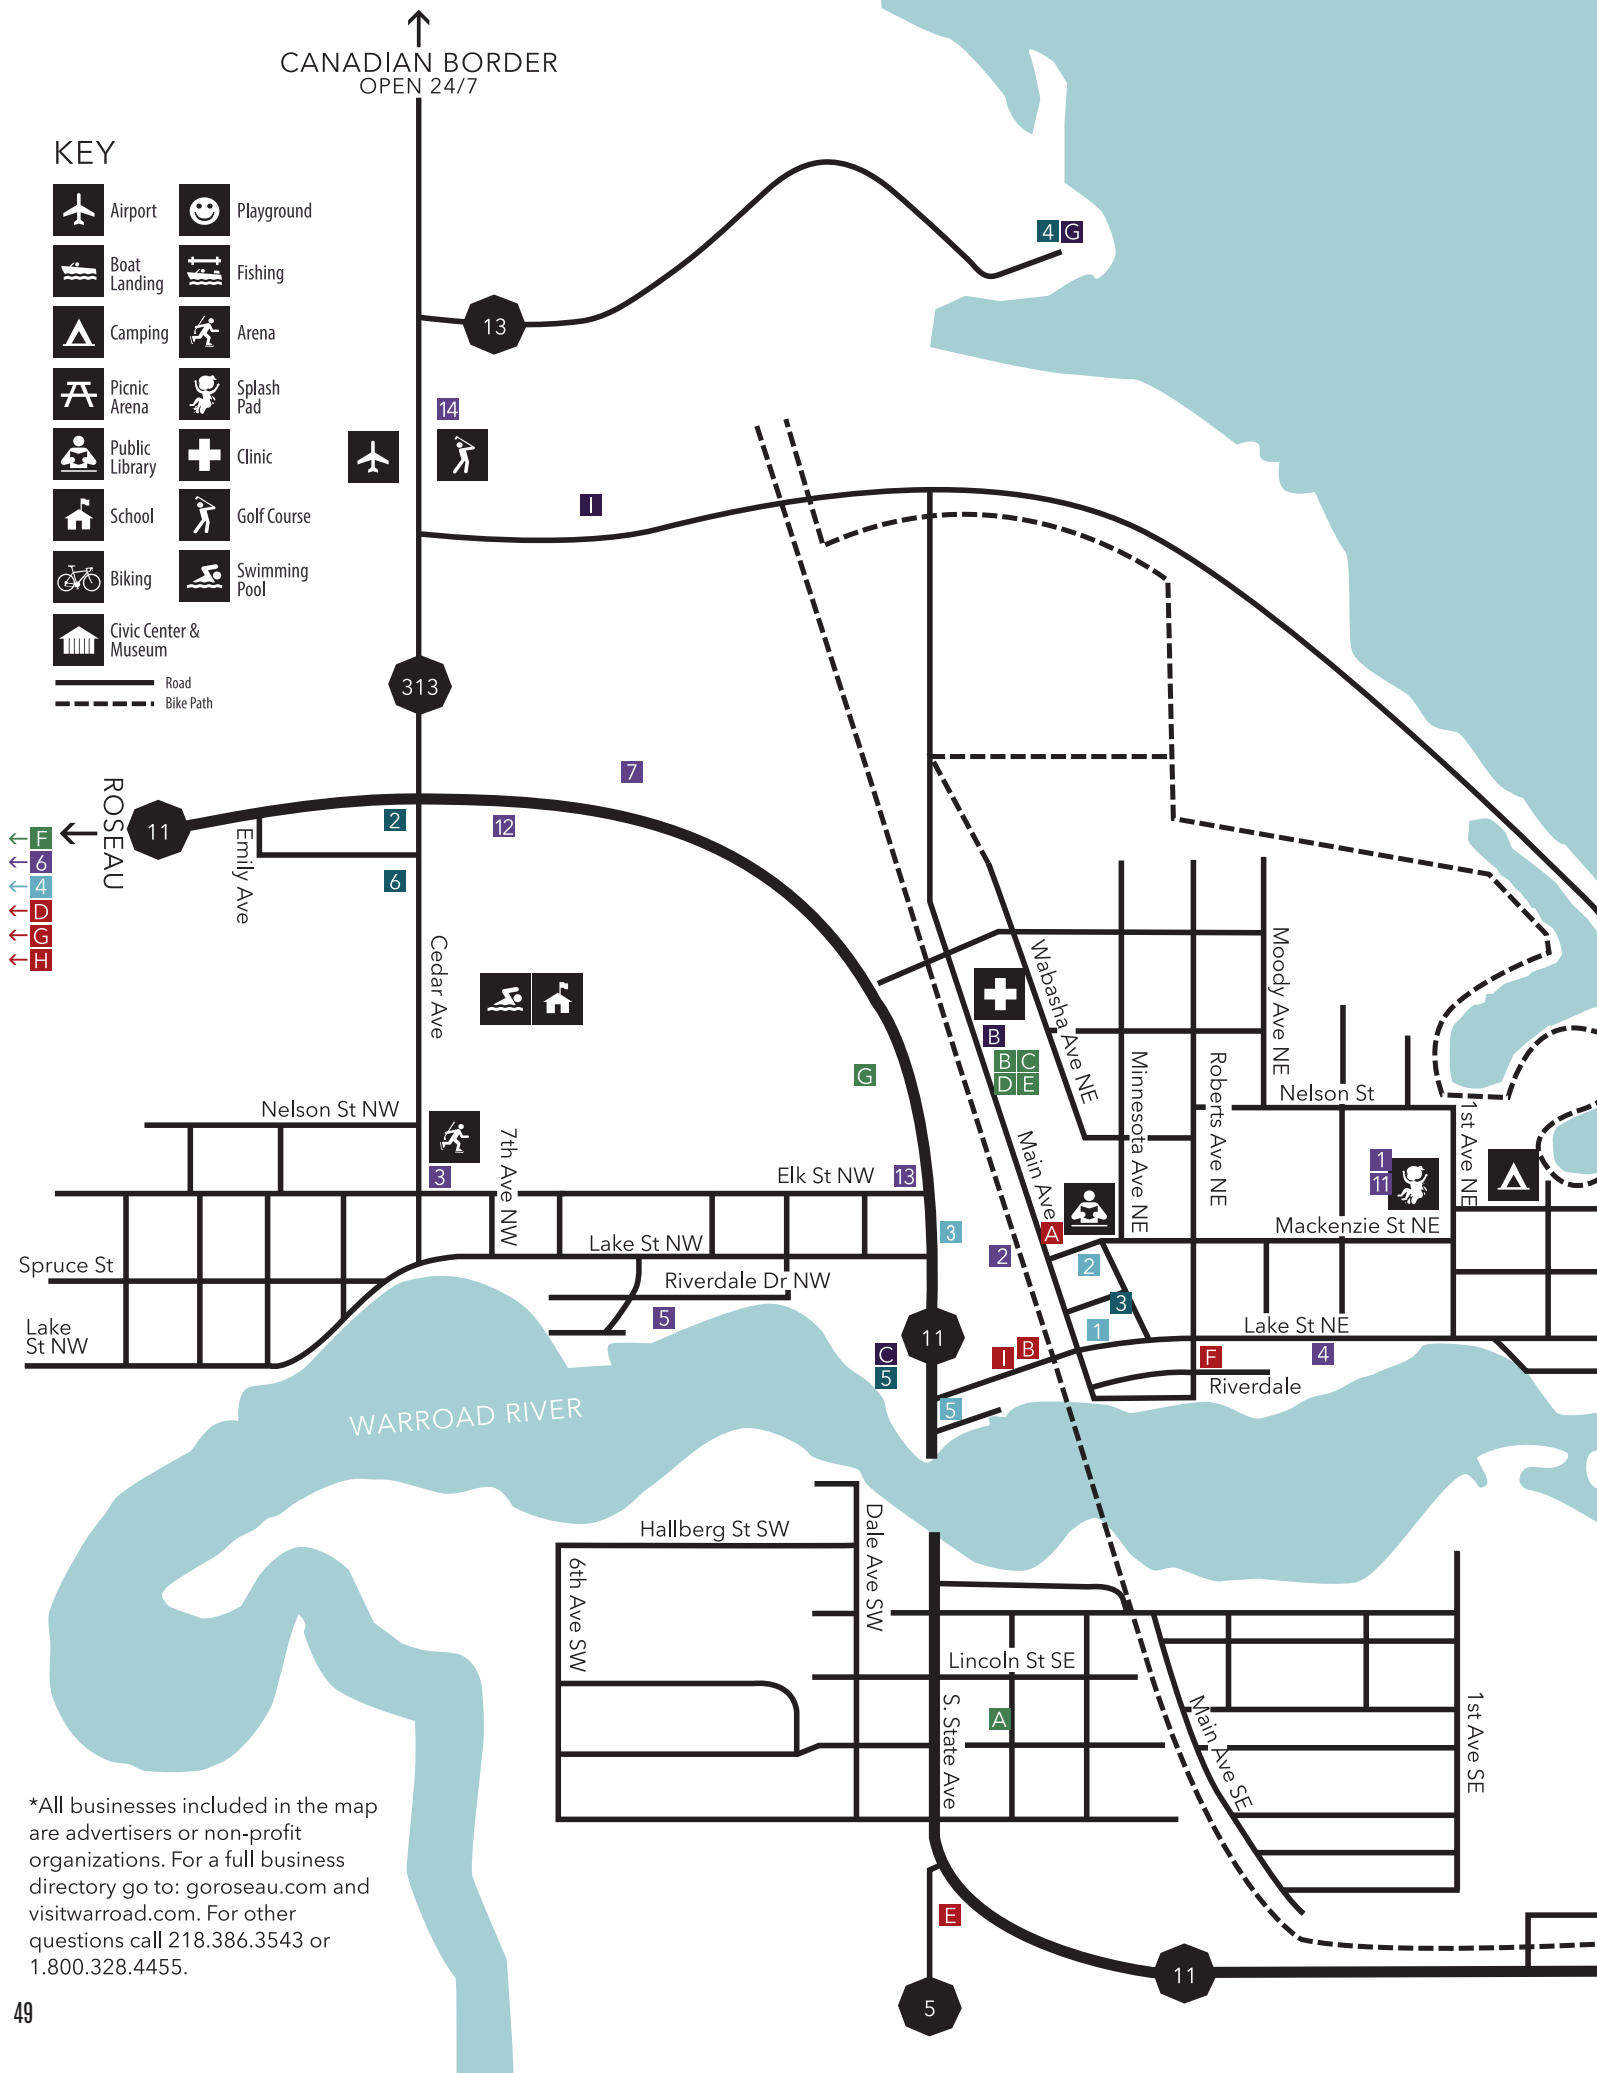 CANADIAN BORDER
OPEN 24/7
KEY
Airport
Playground
Boat
Landing
Fishing
Camping
Arena
Picnic
Arena
Splash
Pad
Public
Library
Clinic
School
Golf Course
Biking
Swimming
Pool
Civic Center &
Museum
Road
Bike Path
4 G
13
14
I
313
7
ROSEAU
11
2
12
Emily Ave
6
F
6
4
D
G
H
Cedar Ave
Wabasha Ave NE
Moody Ave NE
B
B C
D E
G
Minnesota Ave NE
Roberts Ave NE
Nelson St
Nelson St NW
1st Ave NE
7th Ave NW
Main Ave
3
Elk St NW
13
1
11
A
Mackenzie St NE
3
2
2
Spruce St
Lake St NW
Riverdale Dr NW
5
3
Lake
St NW
11
1
Lake St NE
C
5
I
B
F
4
Riverdale
5
WARROAD RIVER
Hallberg St SW
Dale Ave SW
6th Ave SW
Lincoln St SE
S. State Ave
A
Main Ave SE
1st Ave SE
*All businesses included in the map
are advertisers or non-profit
organizations. For a full business
directory go to: goroseau.com and
visitwarroad.com. For other
questions call 218.386.3543 or
1.800.328.4455.
E
11
5
49